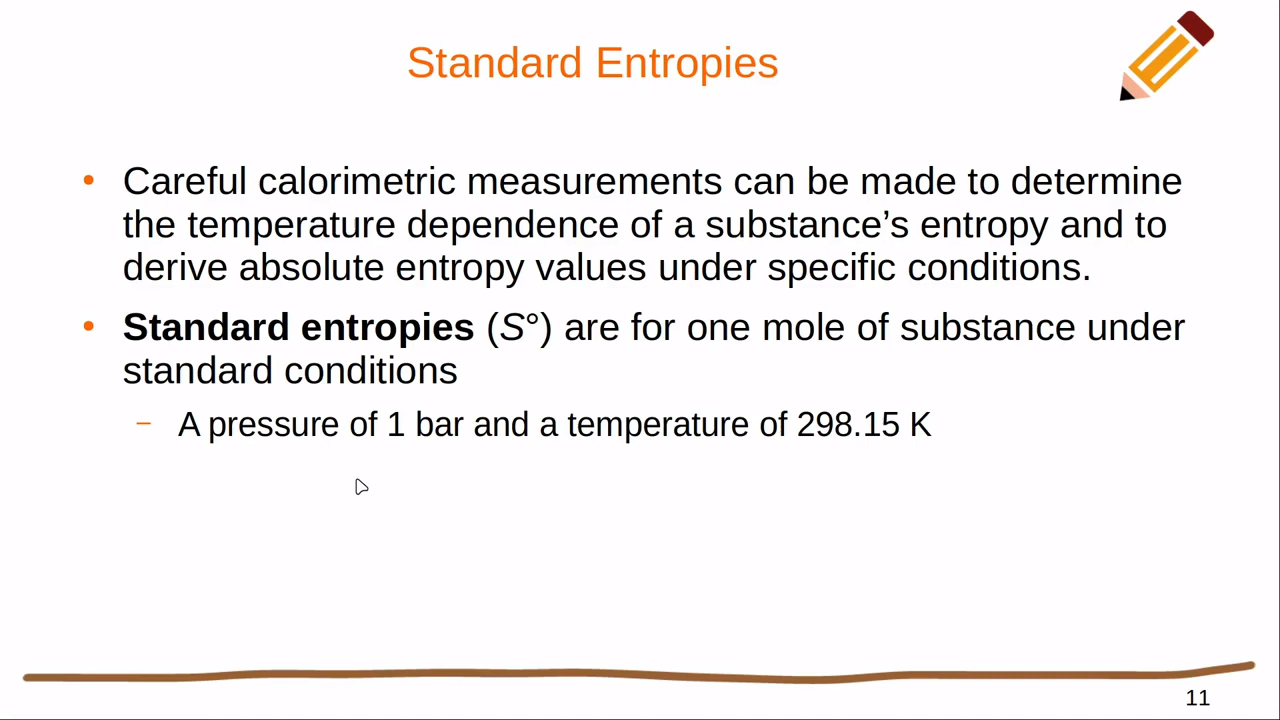 Standard Entropies
• Careful calorimetric measurements can be made to determine
the temperature dependence of a substance’s entropy and to
derive absolute entropy values under specific conditions.
• Standard entropies (S°) are for one mole of substance under
standard conditions
– A pressure of 1 bar and a temperature of 298.15 K
11